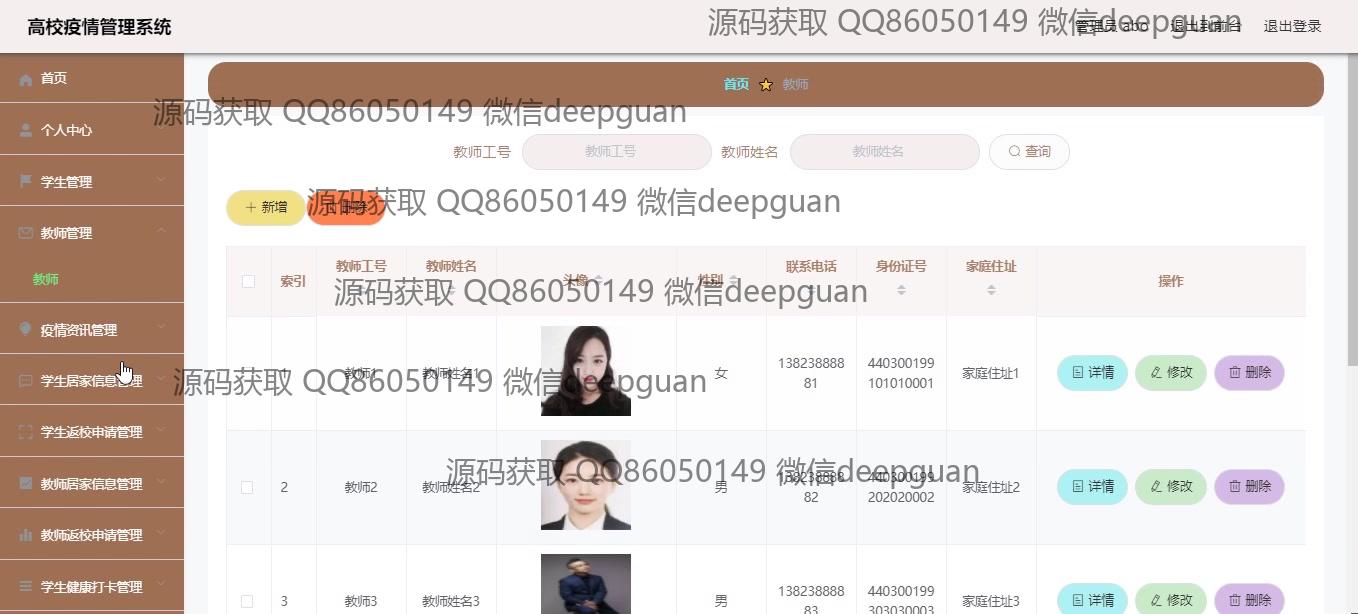 高校疫情管理系统
源码获取 QQ86050149 微信deepguan
管理员 abo 退出到前台 退出登录
首页
个人中心
学生管理
教师管理
教师
疫情资讯管理
学生居家信息管理
学生返校申请管理
教师居家信息管理
教师返校申请管理
学生健康打卡管理
首页 教师
源码获取 QQ86050149 微信deepguan
教师工号 教师工号 教师姓名 教师姓名 查询
新增 删除
源码获取 QQ86050149 微信deepguan
索引 教师工号 教师姓名 头像 性别 联系电话 身份证号 家庭住址 操作
源码获取 QQ86050149 微信deepguan
1 教师1 教师姓名1 女 13823888881 440300199101010001 家庭住址1 详情 修改 删除
源码获取 QQ86050149 微信deepguan
2 教师2 教师姓名2 男 13823888882 440300199202020002 家庭住址2 详情 修改 删除
源码获取 QQ86050149 微信deepguan
3 教师3 教师姓名3 男 13823888883 440300199303030003 家庭住址3 详情 修改 删除